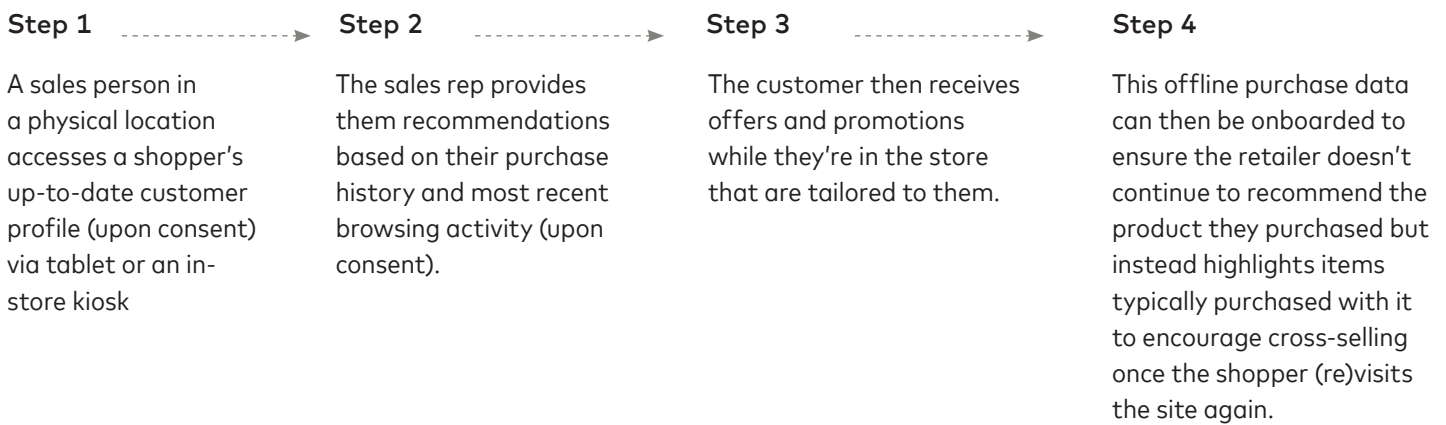 Step 1
A sales person in
a physical location
accesses a shopper's
up-to-date customer
profile (upon consent)
via tablet or an in-
store kiosk
Step 2
The sales rep provides
them recommendations
based on their purchase
history and most recent
browsing activity (upon
consent).
Step 3
The customer then receives
offers and promotions
while they're in the store
that are tailored to them.
Step 4
This offline purchase data
can then be onboarded to
ensure the retailer doesn't
continue to recommend the
product they purchased but
instead highlights items
typically purchased with it
to encourage cross-selling
once the shopper (re)visits
the site again.